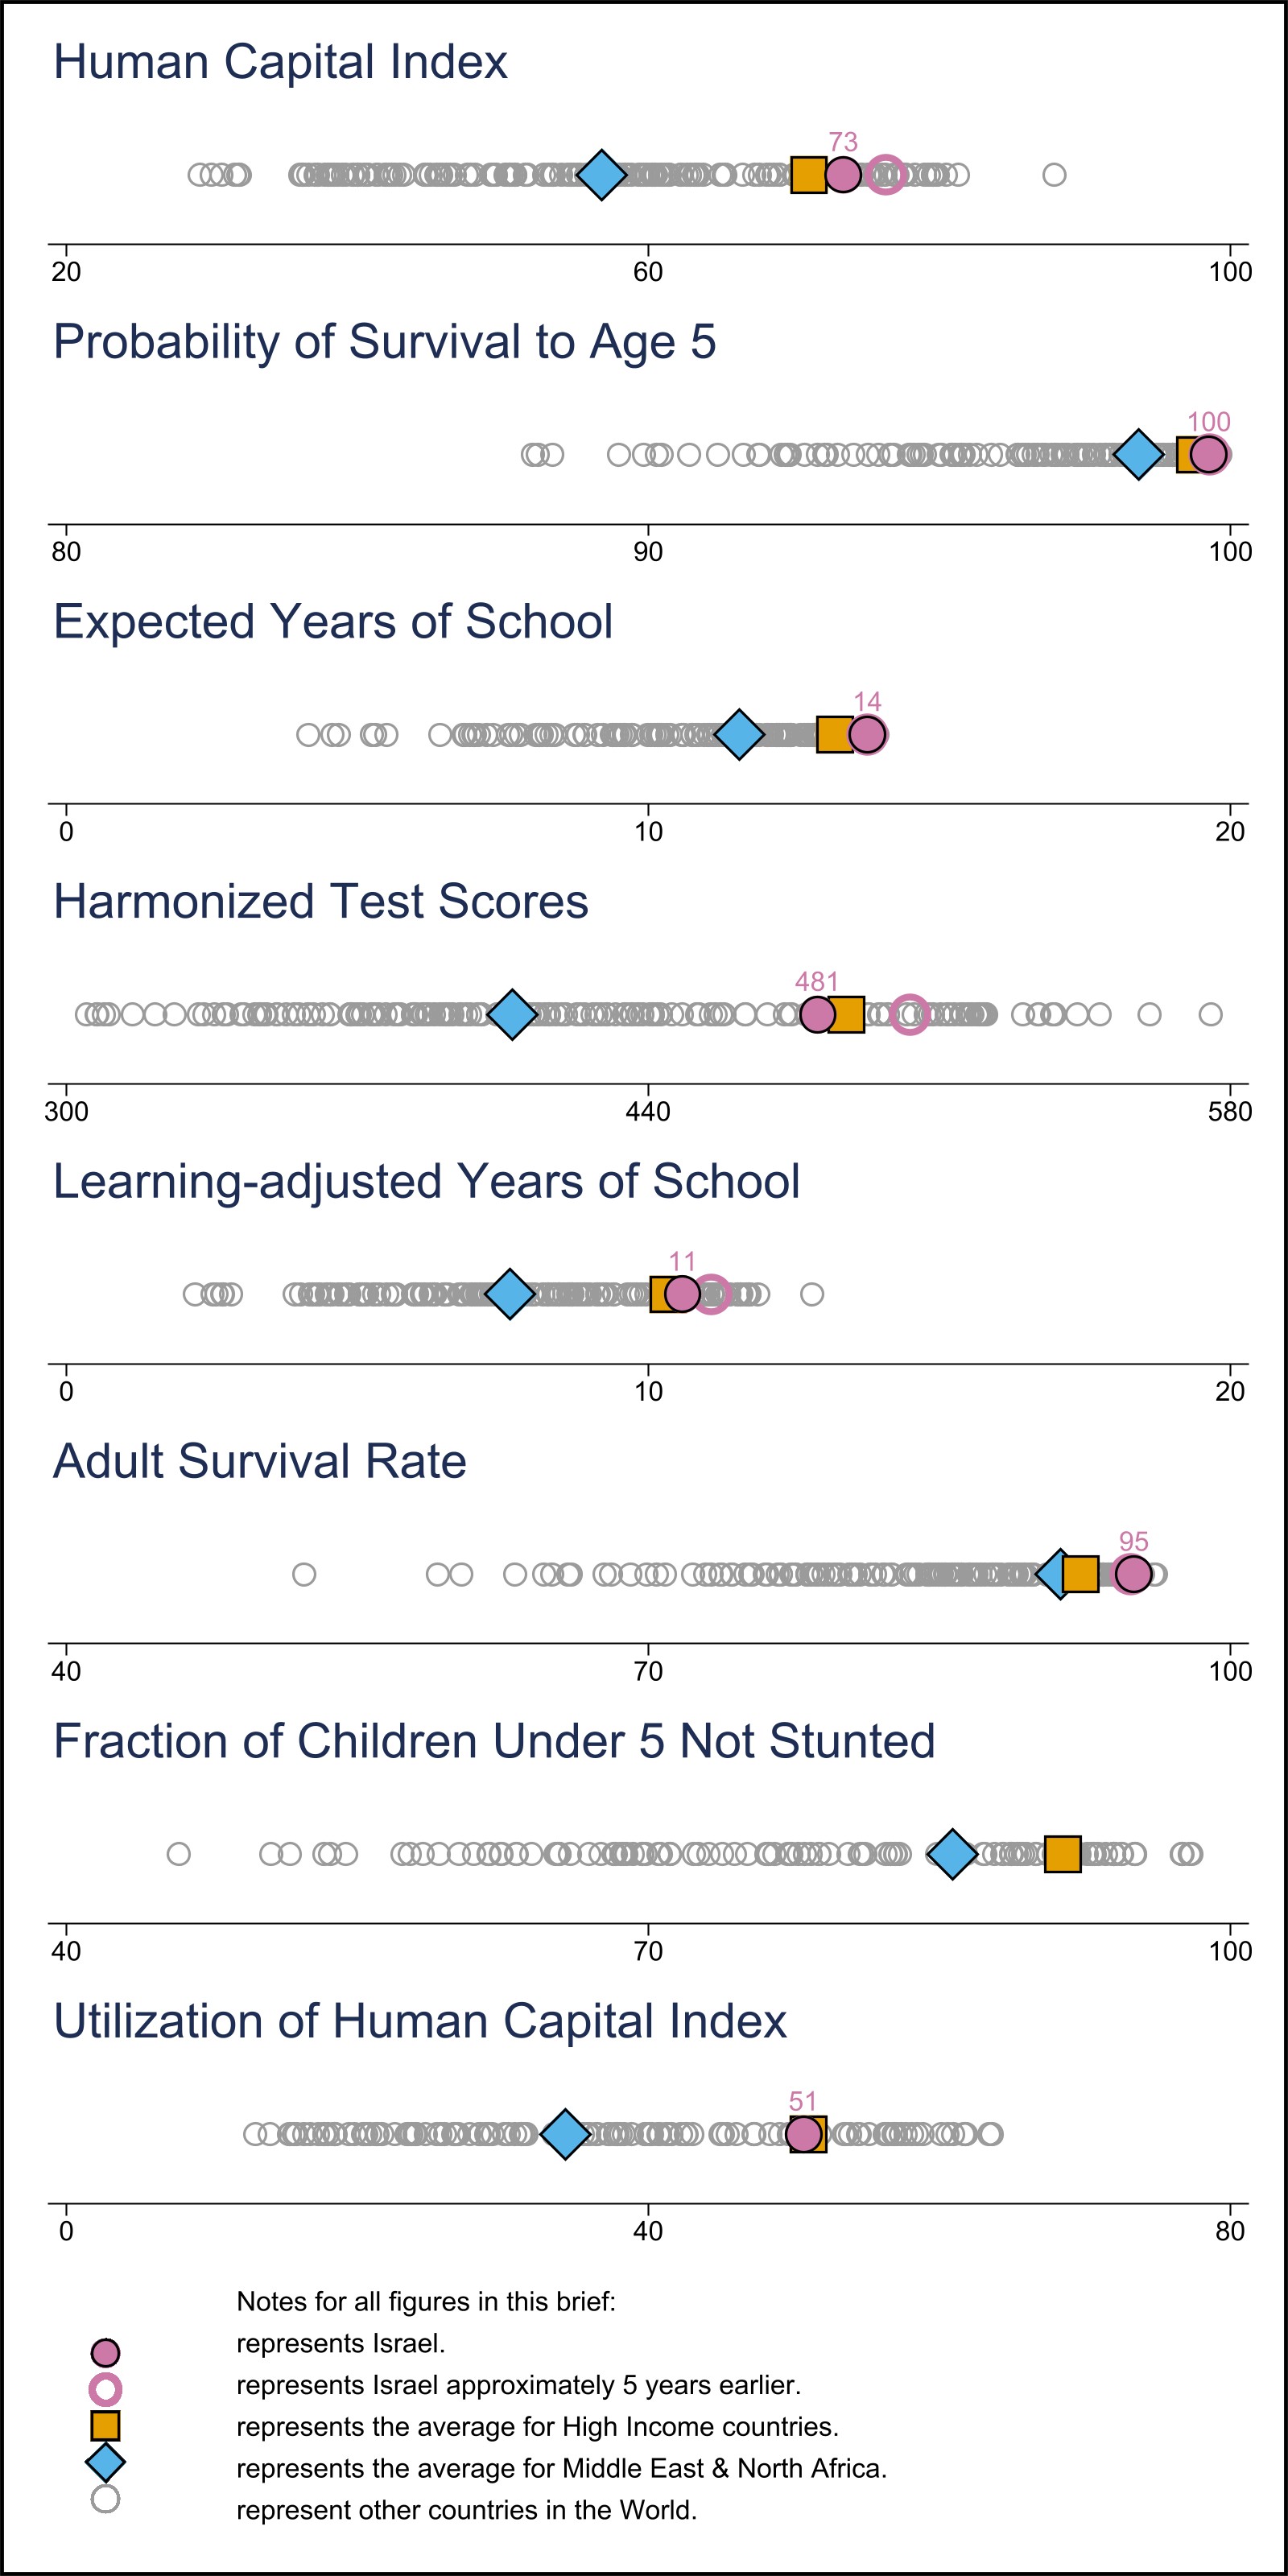 Human Capital Index
73
20 60 100
Probability of Survival to Age 5
100
80 90 100
Expected Years of School
14
0 10 20
Harmonized Test Scores
481
300 440 580
Learning-adjusted Years of School
11
0 10 20
Adult Survival Rate
95
40 70 100
Fraction of Children Under 5 Not Stunted
40 70 100
Utilization of Human Capital Index
51
0 40 80
Notes for all figures in this brief:
represents Israel.
represents Israel approximately 5 years earlier.
represents the average for High Income countries.
represents the average for Middle East & North Africa.
represent other countries in the World.